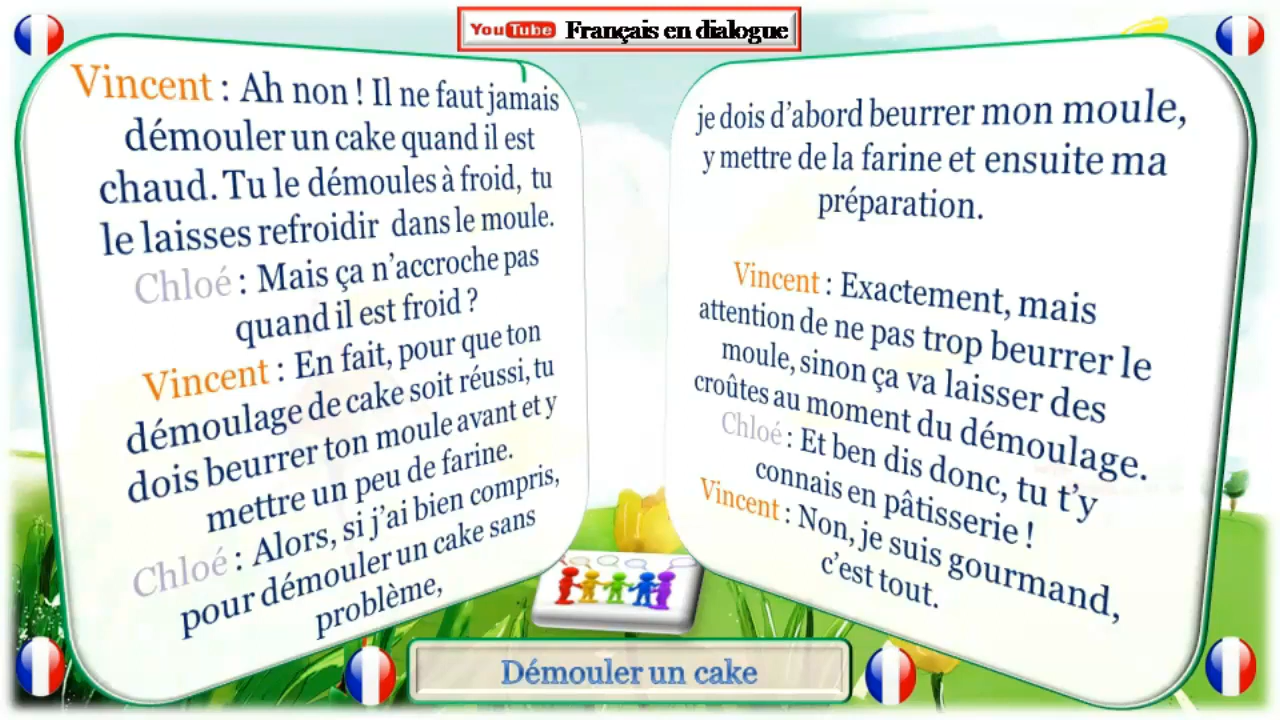 YouTube Français en dialogue
Vincent : Ah non ! Il ne faut jamais
démouler un cake quand il est
chaud. Tu le démoules à froid, tu
le laisses refroidir dans le moule.
Chloé : Mais ça n’accroche pas
quand il est froid ?
Vincent : En fait, pour que ton
démoulage de cake soit réussi, tu
dois beurrer ton moule avant et y
mettre un peu de farine.
Chloé : Alors, si j’ai bien compris,
pour démouler un cake sans
problème,
je dois d’abord beurrer mon moule,
y mettre de la farine et ensuite ma
préparation.
Vincent : Exactement, mais
attention de ne pas trop beurrer le
moule, sinon ça va laisser des
croûtes au moment du démoulage.
Chloé : Et ben dis donc, tu t’y
connais en pâtisserie !
Vincent : Non, je suis gourmand,
c’est tout.
Démouler un cake